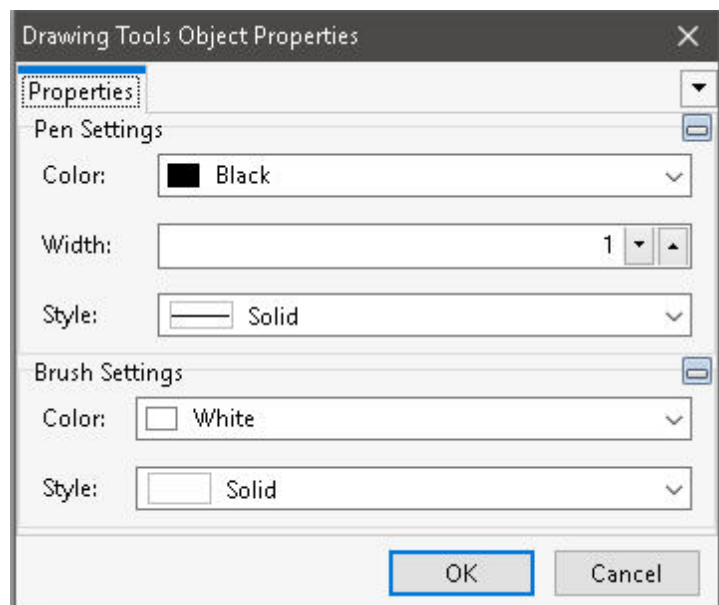 Drawing Tools Object Properties
Properties
Pen Settings
Color: Black
Width: 1
Style: Solid
Brush Settings
Color: White
Style: Solid
OK Cancel